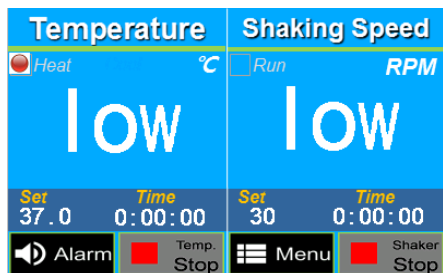 Temperature
Shaking Speed
Heat
℃
Run
RPM
low
low
Set
Time
Set
Time
37.0
0:00:00
30
0:00:00
Alarm
Temp.
Stop
Menu
Shaker
Stop